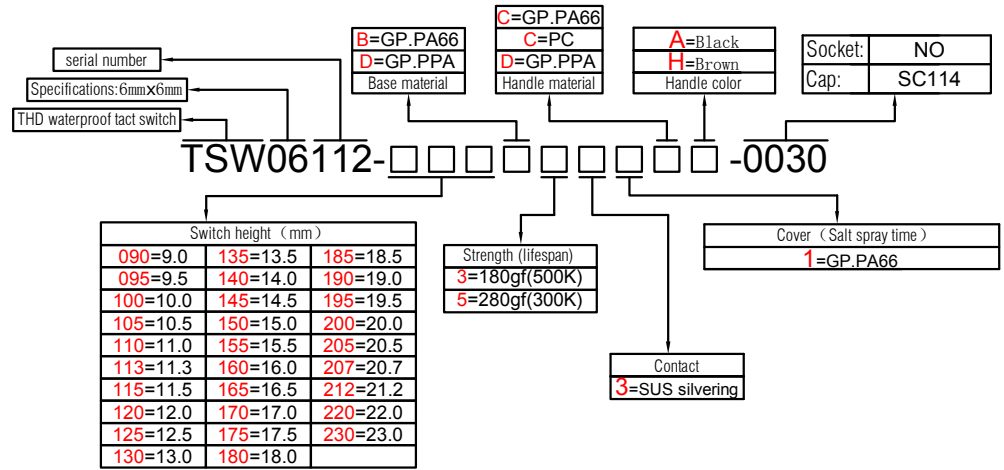 serial number
Specifications:6mmx6mm
THD waterproof tact switch
B=GP.PA66
D=GP.PPA
Base material
C=GP.PA66
C=PC
D=GP.PPA
Handle material
A=Black
H=Brown
Handle color
Socket: NO
Cap: SC114
TSW06112-□□□□□□□□□-0030
Switch height（mm）
090=9.0 135=13.5 185=18.5
095=9.5 140=14.0 190=19.0
100=10.0 145=14.5 195=19.5
105=10.5 150=15.0 200=20.0
110=11.0 155=15.5 205=20.5
113=11.3 160=16.0 207=20.7
115=11.5 165=16.5 212=21.2
120=12.0 170=17.0 220=22.0
125=12.5 175=17.5 230=23.0
130=13.0 180=18.0
Strength (lifespan)
3=180gf(500K)
5=280gf(300K)
Contact
3=SUS silvering
Cover（Salt spray time）
1=GP.PA66